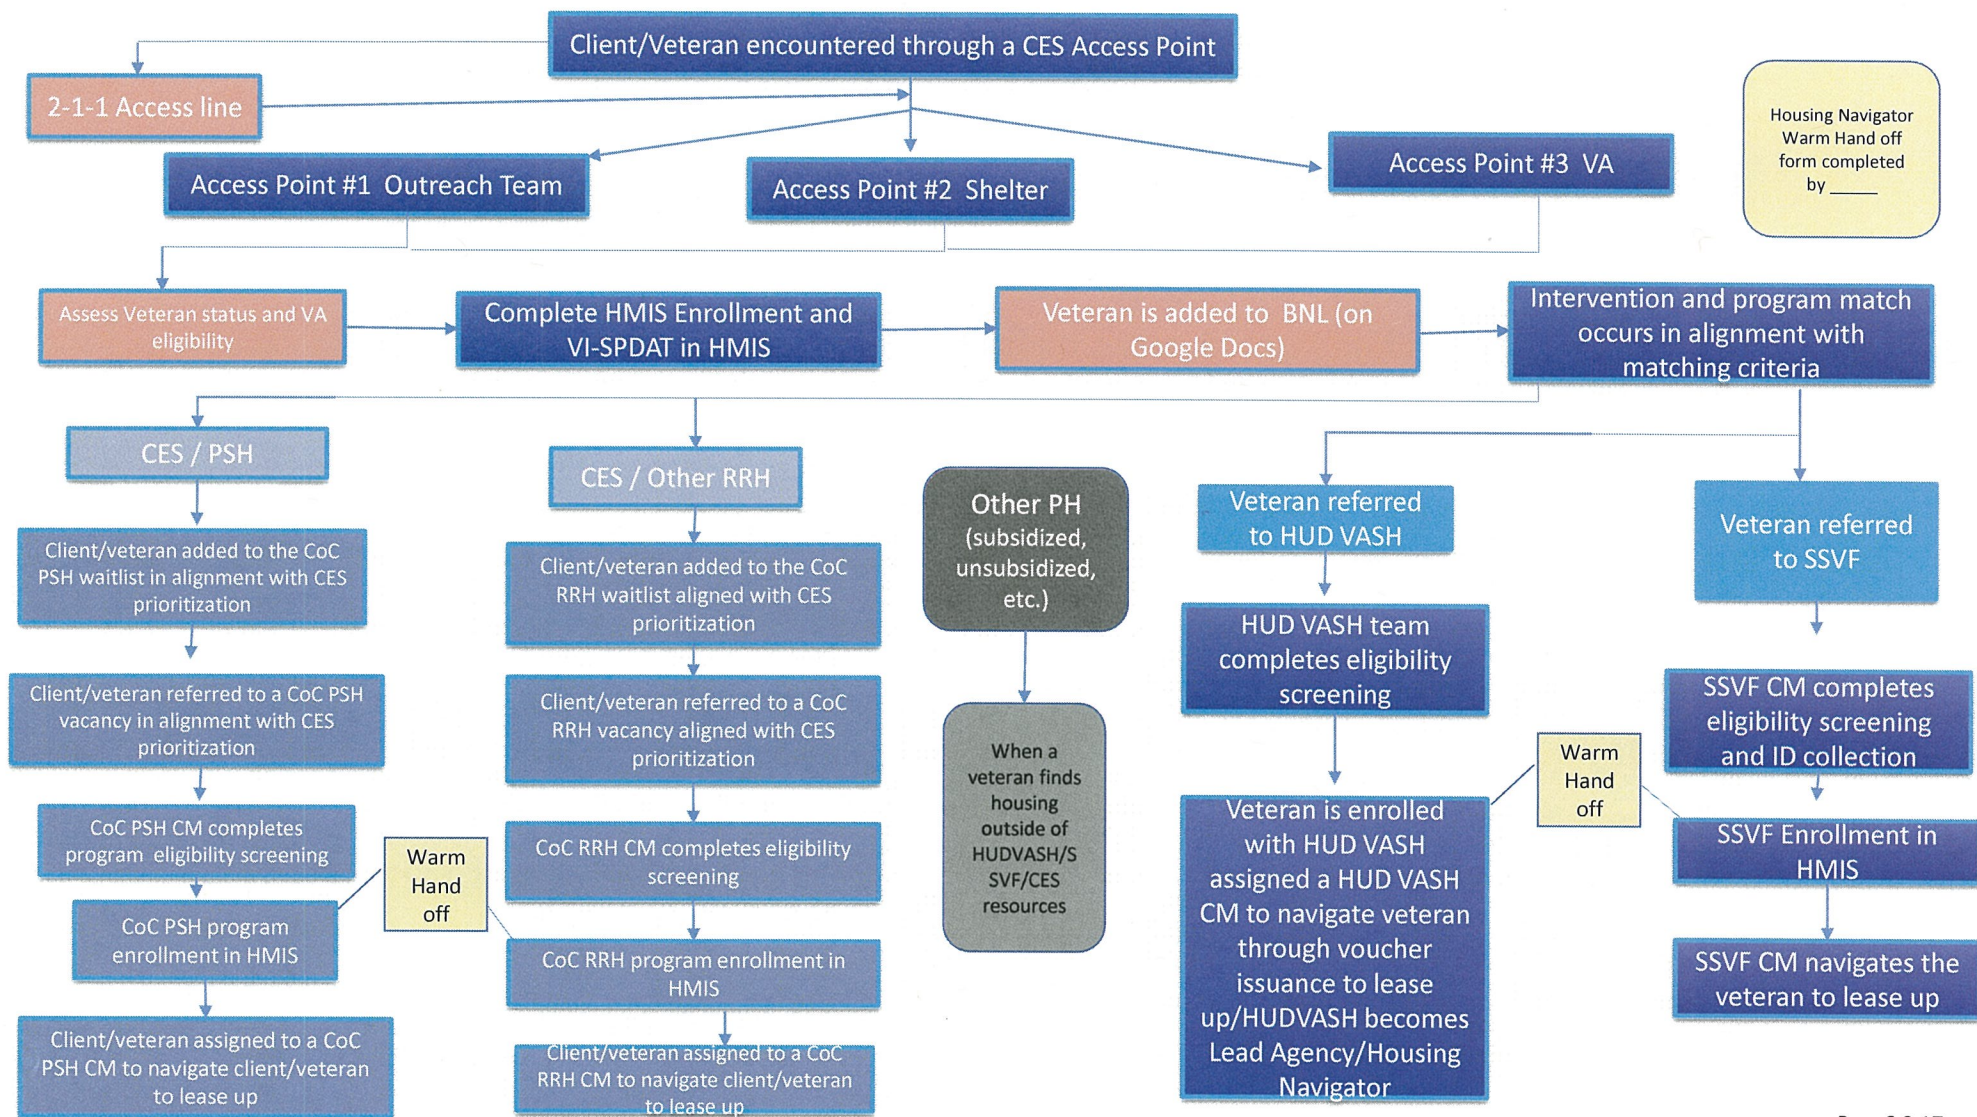 Client/Veteran encountered through a CES Access Point
2-1-1 Access line
Housing Navigator
Warm Hand off
form completed
by _____
Access Point #1 Outreach Team
Access Point #2 Shelter
Access Point #3 VA
Assess Veteran status and VA
eligibility
Complete HMIS Enrollment and
VI-SPDAT in HMIS
Veteran is added to BNL (on
Google Docs)
Intervention and program match
occurs in alignment with
matching criteria
CES / PSH
Client/veteran added to the CoC
PSH waitlist in alignment with CES
prioritization
Client/veteran referred to a CoC PSH
vacancy in alignment with CES
prioritization
CoC PSH CM completes
program eligibility screening
CoC PSH program
enrollment in HMIS
Client/veteran assigned to a CoC
PSH CM to navigate client/veteran
to lease up
Warm
Hand
off
CES / Other RRH
Client/veteran added to the CoC
RRH waitlist aligned with CES
prioritization
Client/veteran referred to a CoC
RRH vacancy aligned with CES
prioritization
CoC RRH CM completes eligibility
screening
CoC RRH program enrollment in
HMIS
Client/veteran assigned to a CoC
RRH CM to navigate client/veteran
to lease up
Other PH
(subsidized,
unsubsidized,
etc.)
When a
veteran finds
housing
outside of
HUDVASH/S
SVF/CES
resources
Veteran referred
to HUD VASH
HUD VASH team
completes eligibility
screening
Veteran is enrolled
with HUD VASH
assigned a HUD VASH
CM to navigate veteran
through voucher
issuance to lease
up/HUDVASH becomes
Lead Agency/Housing
Navigator
Warm
Hand
off
Veteran referred
to SSVF
SSVF CM completes
eligibility screening
and ID collection
SSVF Enrollment in
HMIS
SSVF CM navigates the
veteran to lease up